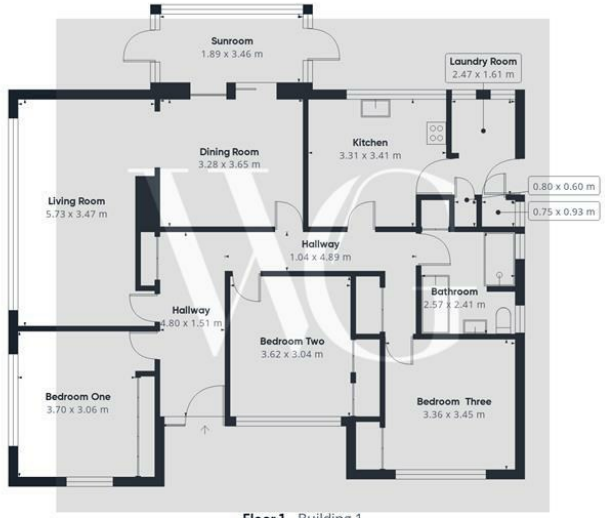 Sunroom
1.89 x 3.46 m
Laundry Room
2.47 x 1.61 m
Kitchen
3.31 x 3.41 m
Dining Room
3.28 x 3.65 m
0.80 x 0.60 m
Living Room
5.73 x 3.47 m
0.75 x 0.93 m
Hallway
1.04 x 4.89 m
Bathroom
2.57 x 2.41 m
Hallway
4.80 x 1.51 m
Bedroom Two
3.62 x 3.04 m
Bedroom One
3.70 x 3.06 m
Bedroom Three
3.36 x 3.45 m
WG
Floor 1 Building 1